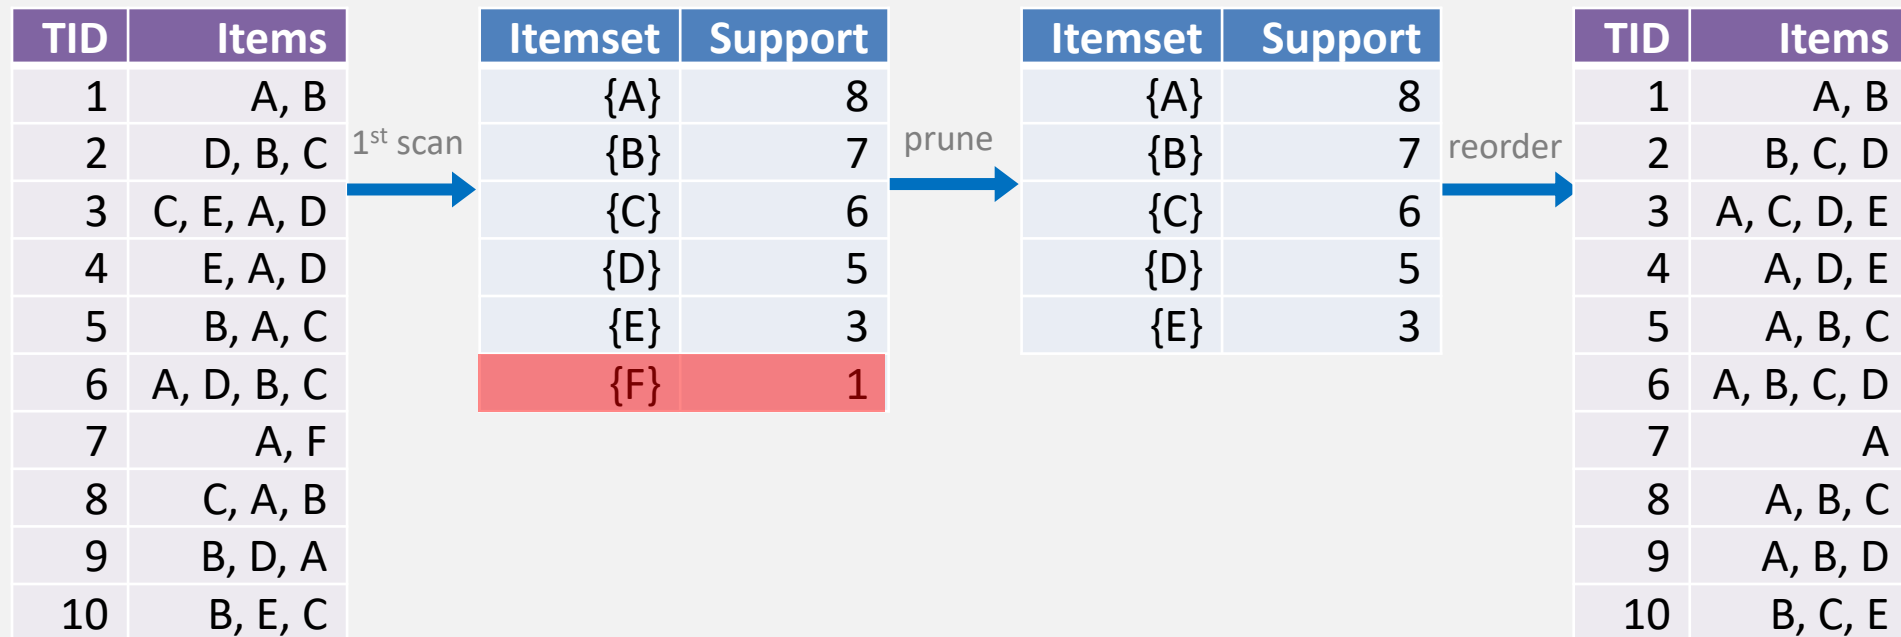 TID Items Itemset Support Itemset Support TID Items
1 A, B {A} 8 {A} 8 1 A, B
2 D, B, C 1st scan {B} 7 prune {B} 7 reorder 2 B, C, D
3 C, E, A, D {C} 6 {C} 6 3 A, C, D, E
4 E, A, D {D} 5 {D} 5 4 A, D, E
5 B, A, C {E} 3 {E} 3 5 A, B, C
6 A, D, B, C {F} 1 6 A, B, C, D
7 A, F 7 A
8 C, A, B 8 A, B, C
9 B, D, A 9 A, B, D
10 B, E, C 10 B, C, E